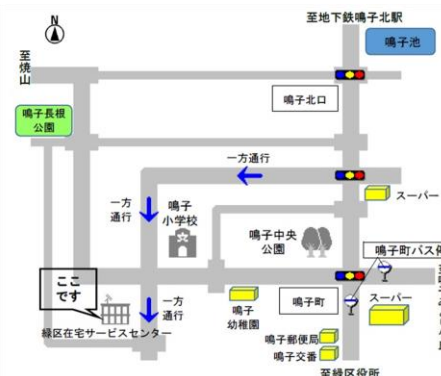 至地下鉄鳴子北駅
N
鳴子池
至焼山
鳴子北口
鳴子長根
公園
一方通行
一方
通行
鳴子
小学校
スーパー
鳴子中央
公園
鳴子町バス停
ここ
です
一方
通行
鳴子町
スーパー
鳴子
幼稚園
緑区在宅サービスセンター
鳴子郵便局
鳴子交番
至緑区役所